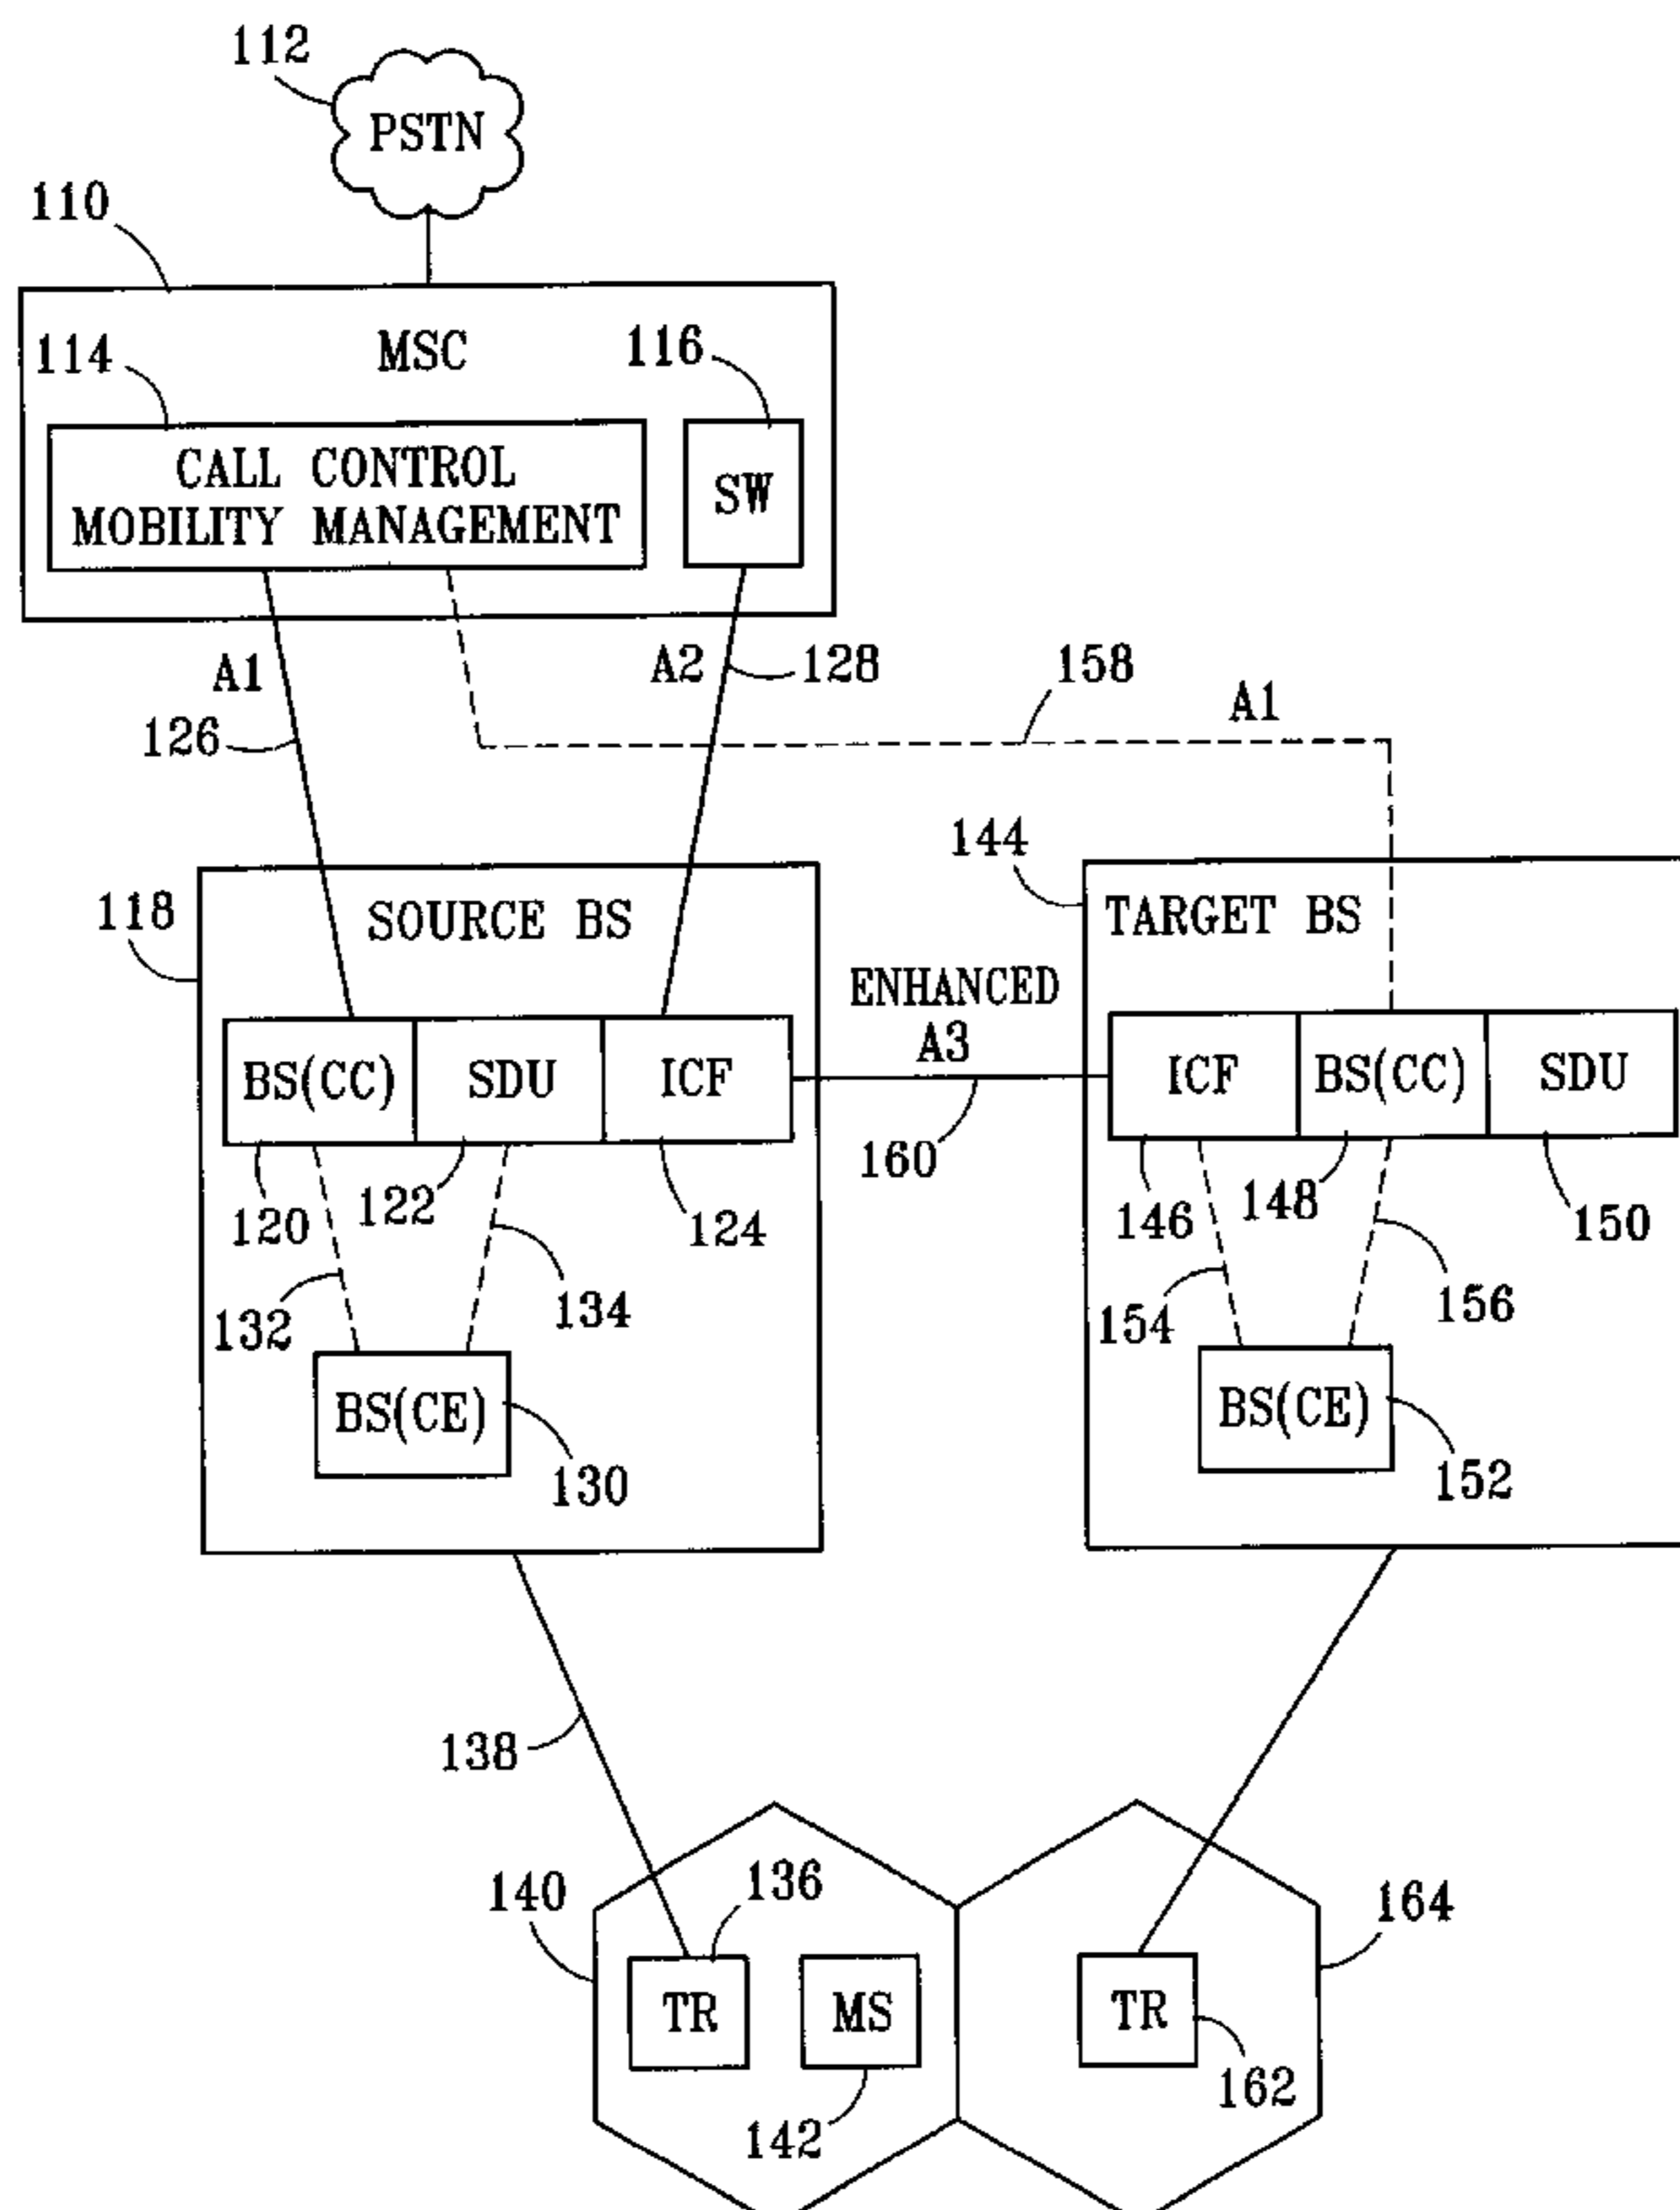 112
PSTN
110
MSC
114
116
CALL CONTROL
MOBILITY MANAGEMENT
SW
A1
A2
128
158
A1
126
144
118
SOURCE BS
TARGET BS
ENHANCED
A3
BS(CC)
SDU
ICF
ICF
BS(CC)
SDU
160
120
122
124
146
148
150
132
134
154
156
BS(CE)
130
BS(CE)
152
138
140
136
164
TR
MS
TR
162
142